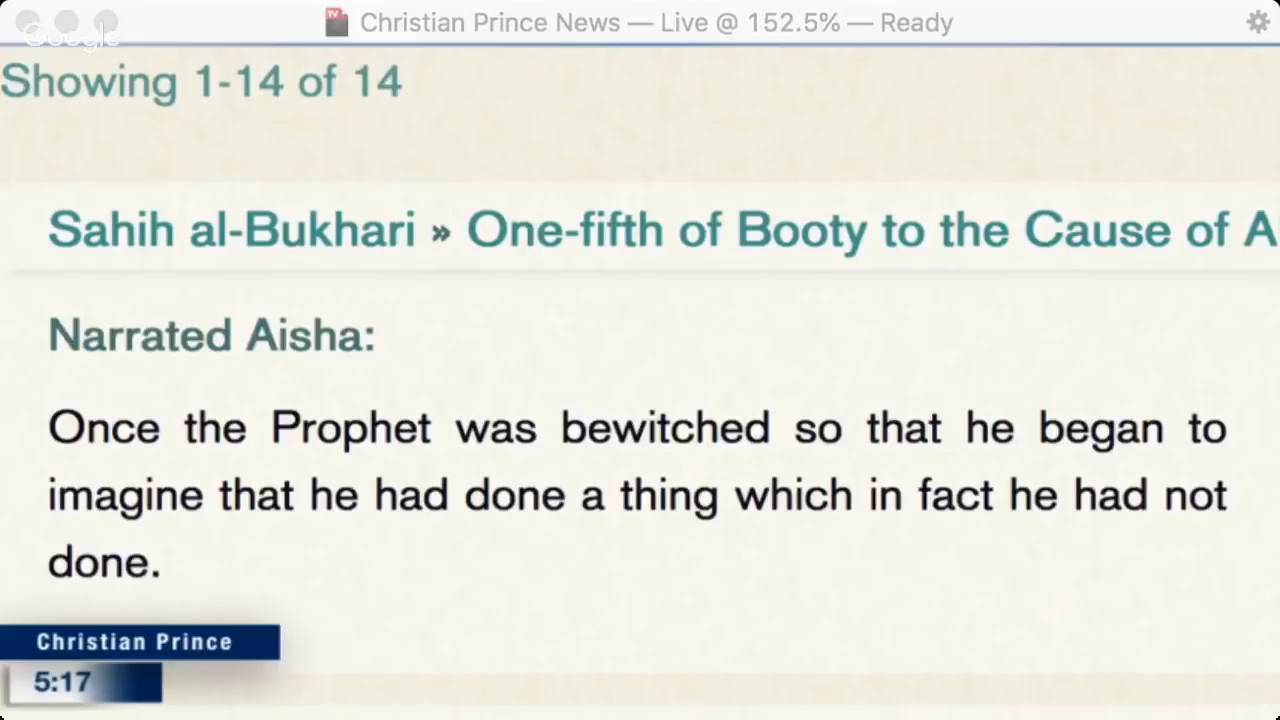 Christian Prince News — Live @ 152.5% — Ready
Google
Showing 1-14 of 14
Sahih al-Bukhari » One-fifth of Booty to the Cause of A
Narrated Aisha:
Once the Prophet was bewitched so that he began to
imagine that he had done a thing which in fact he had not
done.
Christian Prince
5:17